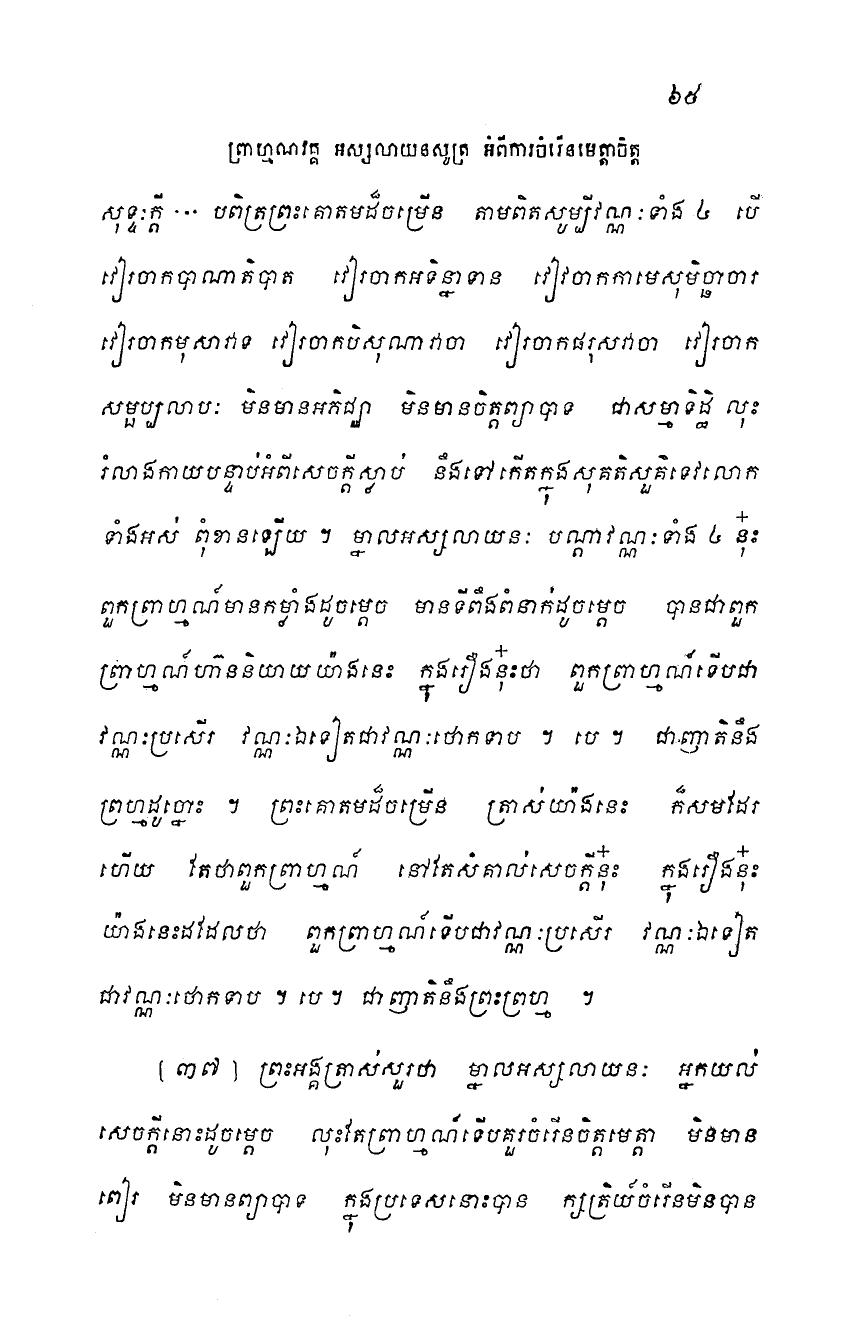 ៦៥
ព្រាហ្មណវគ្គ អស្សលាយនសូត្រ អំពីការចំរើនមេត្តាចិត្ត
សុទ្ទៈក្តី ... បពិត្រព្រះគោតមដ៏ចម្រើន តាមពិតសូម្បីវណ្ណៈទាំង ៤ បើ
វៀរចាកបាណាតិបាត វៀរចាកអទិន្នាទាន វៀវចាកកាមេសុមិច្ឆាចារ
វៀរចាកមុសាវាទ វៀរចាកបិសុណាវាចា វៀរចាកផរុសវាចា វៀរចាក
សម្ផប្បលាបៈ មិនមានអភិជ្ឈា មិនមានចិត្តព្យាបាទ ជាសម្មាទិដ្ឋិ លុះ
រំលាងកាយបន្ទាប់អំពីសេចក្តីស្លាប់ នឹងទៅកើតក្នុងសុគតិសួគ៌ទេវលោក
ទាំងអស់ ពុំខានឡើយ ។ ម្នាលអស្សលាយនៈ បណ្តាវណ្ណៈទាំង ៤ នុ៎ះ
ពួកព្រាហ្មណ៍មានកម្លាំងដូចម្តេច មានទីពឹងពំនាក់ដូចម្តេច បានជាពួក
ព្រាហ្មណ៍ហ៊ាននិយាយយ៉ាងនេះ ក្នុងរឿងនុ៎ះថា ពួកព្រាហ្មណ៍ទើបជា
វណ្ណៈប្រសើរ វណ្ណៈឯទៀតជាវណ្ណៈថោកទាប ។ បេ ។ ជាញាតិនឹង
ព្រហ្មដូច្នោះ ។ ព្រះគោតមដ៏ចម្រើន ត្រាស់យ៉ាងនេះ ក៏សមដែរ
ហើយ តែថាពួកព្រាហ្មណ៍ នៅតែសំគាល់សេចក្តីនុ៎ះ ក្នុងរឿងនុ៎ះ
យ៉ាងនេះដដែលថា ពួកព្រាហ្មណ៍ទើបជាវណ្ណៈប្រសើរ វណ្ណៈឯទៀត
ជាវណ្ណៈថោកទាប ។ បេ ។ ជាញាតិនឹងព្រះព្រហ្ម ។
[ ៣៧ ] ព្រះអង្គត្រាស់សួរថា ម្នាលអស្សលាយនៈ អ្នកយល់
សេចក្តីនោះដូចម្តេច លុះតែព្រាហ្មណ៍ទើបគួរចំរើនចិត្តមេត្តា មិនមាន
ពៀរ មិនមានព្យាបាទ ក្នុងប្រទេសនោះបាន ក្សត្រិយ៍ចំរើនមិនបាន